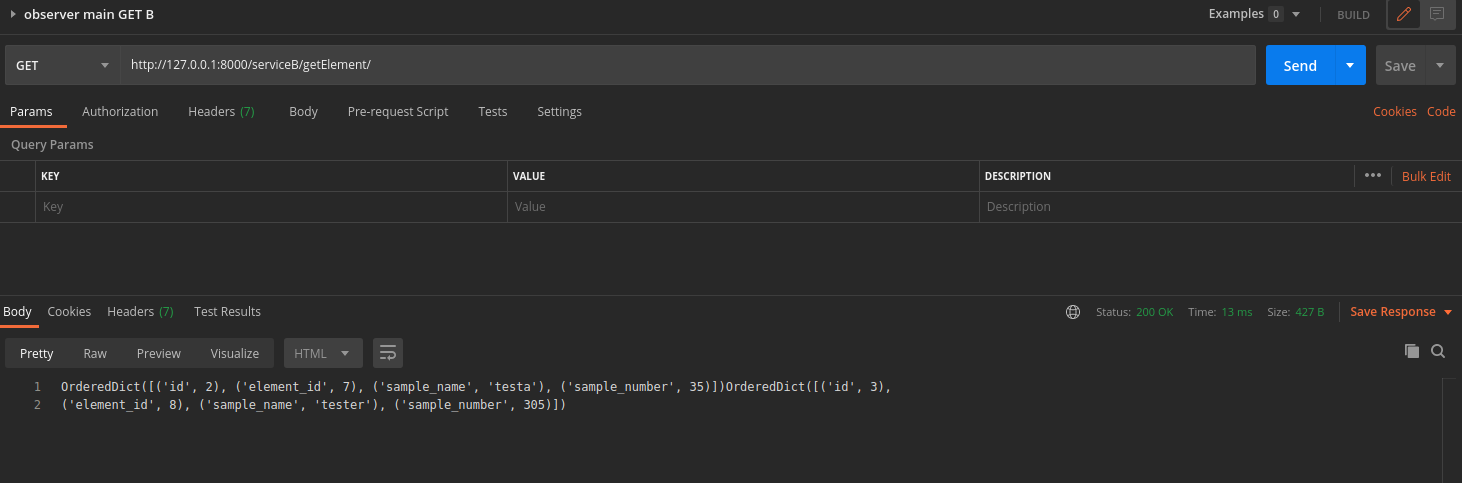 observer main GET B
Examples 0 BUILD
GET http://127.0.0.1:8000/serviceB/getElement/ Send Save
Params Authorization Headers (7) Body Pre-request Script Tests Settings Cookies Code
Query Params
KEY VALUE DESCRIPTION ••• Bulk Edit
Key Value Description
Body Cookies Headers (7) Test Results Status: 200 OK Time: 13 ms Size: 427 B Save Response
Pretty Raw Preview Visualize HTML
1 OrderedDict([('id', 2), ('element_id', 7), ('sample_name', 'testa'), ('sample_number', 35)])OrderedDict([('id', 3),
2 ('element_id', 8), ('sample_name', 'tester'), ('sample_number', 305)])